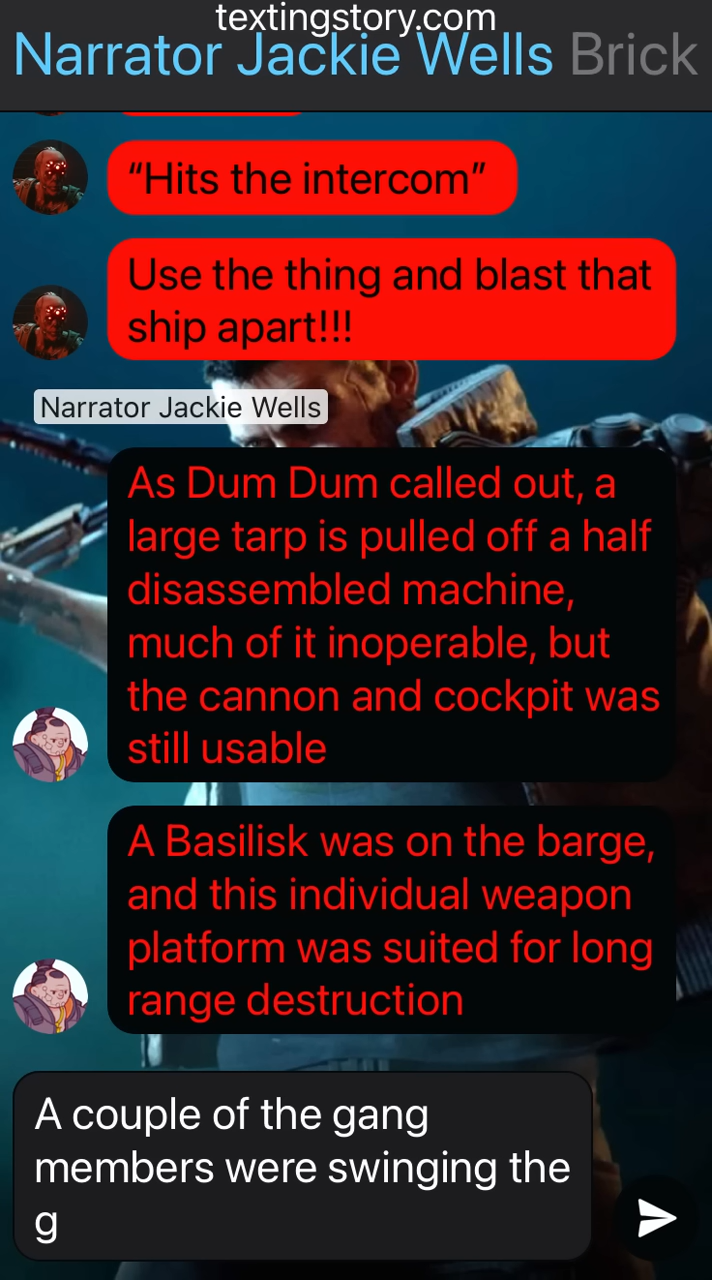 textingstory.com
Narrator Jackie Wells Brick
“Hits the intercom”
Use the thing and blast that
ship apart!!!
Narrator Jackie Wells
As Dum Dum called out, a
large tarp is pulled off a half
disassembled machine,
much of it inoperable, but
the cannon and cockpit was
still usable
A Basilisk was on the barge,
and this individual weapon
platform was suited for long
range destruction
A couple of the gang
members were swinging the
g